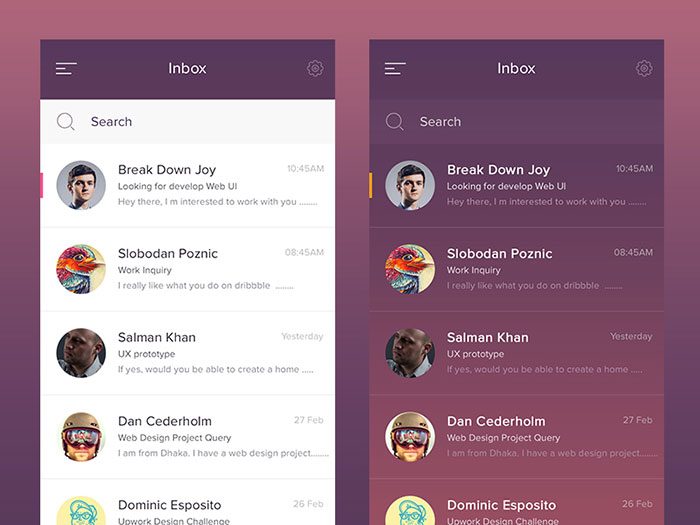 Inbox
Search
Break Down Joy
10:45AM
Looking for develop Web UI
Hey there, I m interested to work with you ........
Slobodan Poznic
08:45AM
Work Inquiry
I really like what you do on dribbble ........
Salman Khan
Yesterday
UX prototype
If yes, would you be able to create a home .....
Dan Cederholm
27 Feb
Web Design Project Query
I am from Dhaka. I have a web design project........
Dominic Esposito
26 Feb
Upwork Design Challenge
Inbox
Search
Break Down Joy
10:45AM
Looking for develop Web UI
Hey there, I m interested to work with you ........
Slobodan Poznic
08:45AM
Work Inquiry
I really like what you do on dribbble ........
Salman Khan
Yesterday
UX prototype
If yes, would you be able to create a home .....
Dan Cederholm
27 Feb
Web Design Project Query
I am from Dhaka. I have a web design project........
Dominic Esposito
26 Feb
Upwork Design Challenge